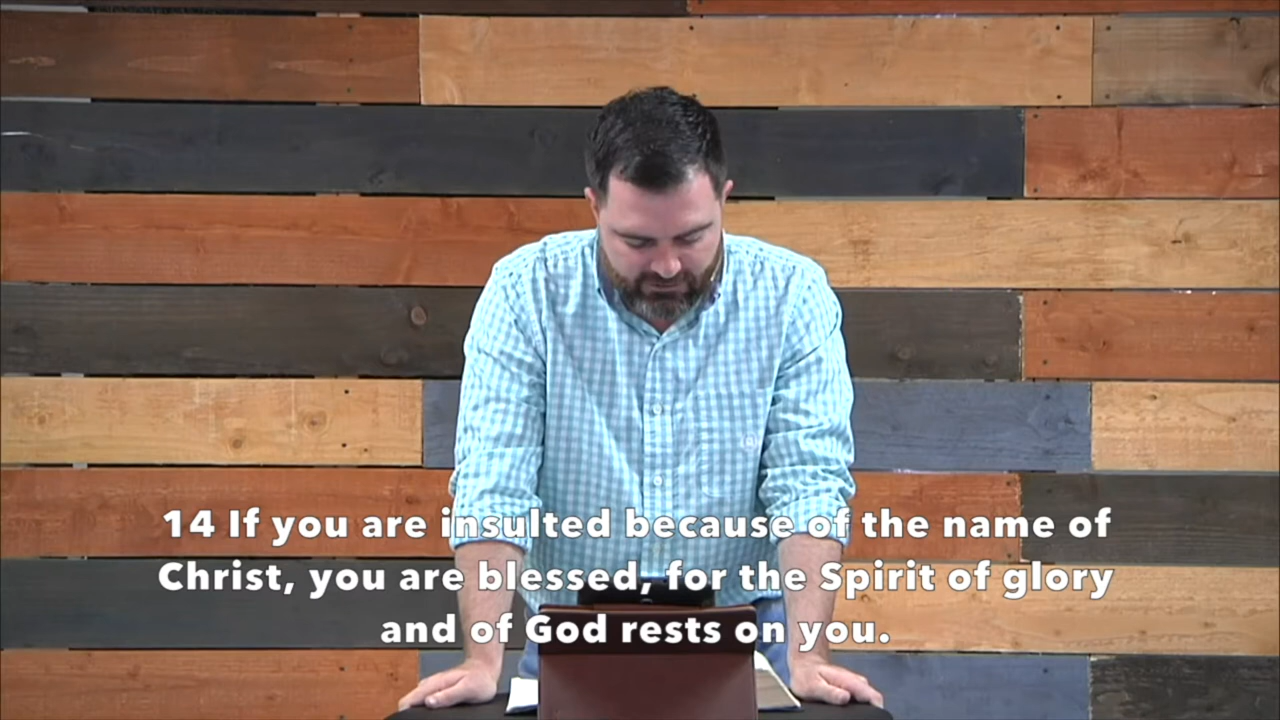 14 If you are insulted because of the name of
Christ, you are blessed, for the Spirit of glory
and of God rests on you.